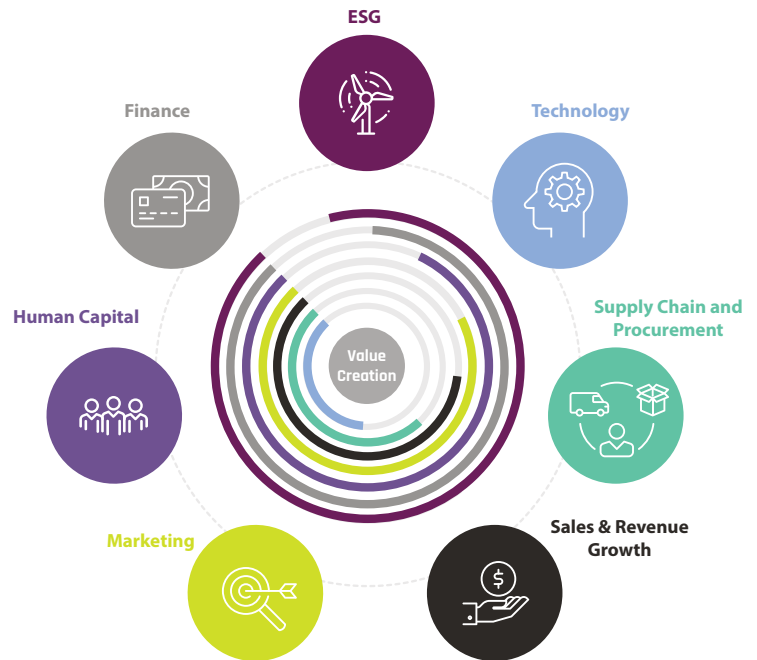 ESG
Finance
Technology
Human Capital
Supply Chain and
Procurement
Value
Creation
Marketing
Sales & Revenue
Growth
$